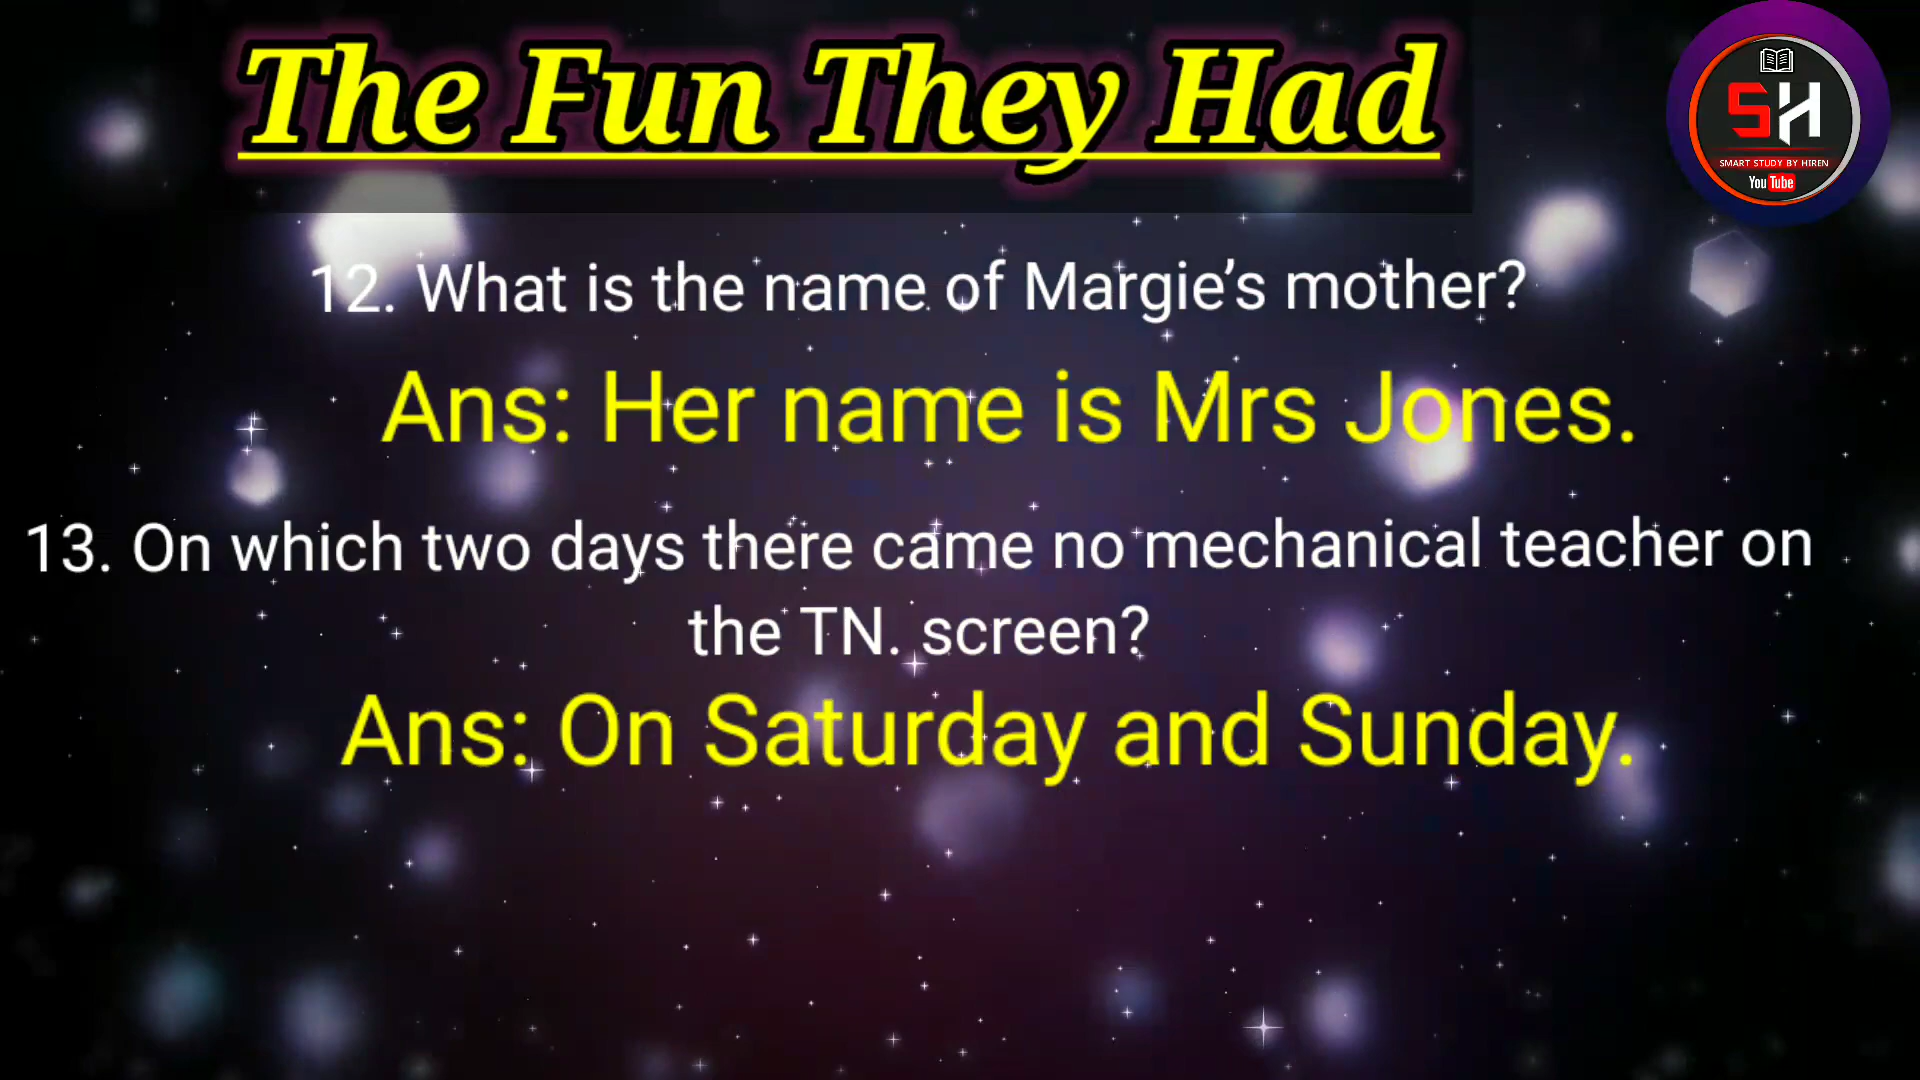 The Fun They Had
SH
SMART STUDY BY HIREN
YouTube
12. What is the name of Margie’s mother?
Ans: Her name is Mrs Jones.
13. On which two days there came no mechanical teacher on
the TN. screen?
Ans: On Saturday and Sunday.